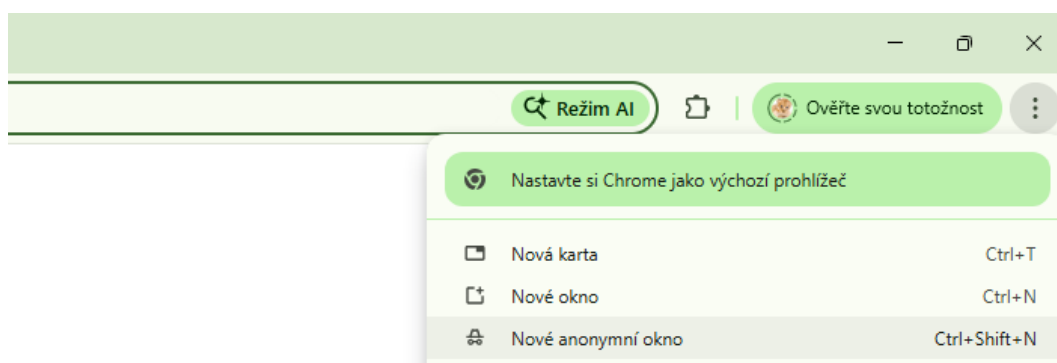 Režim AI
Ověřte svou totožnost
Nastavte si Chrome jako výchozí prohlížeč
Nová karta Ctrl+T
Nové okno Ctrl+N
Nové anonymní okno Ctrl+Shift+N